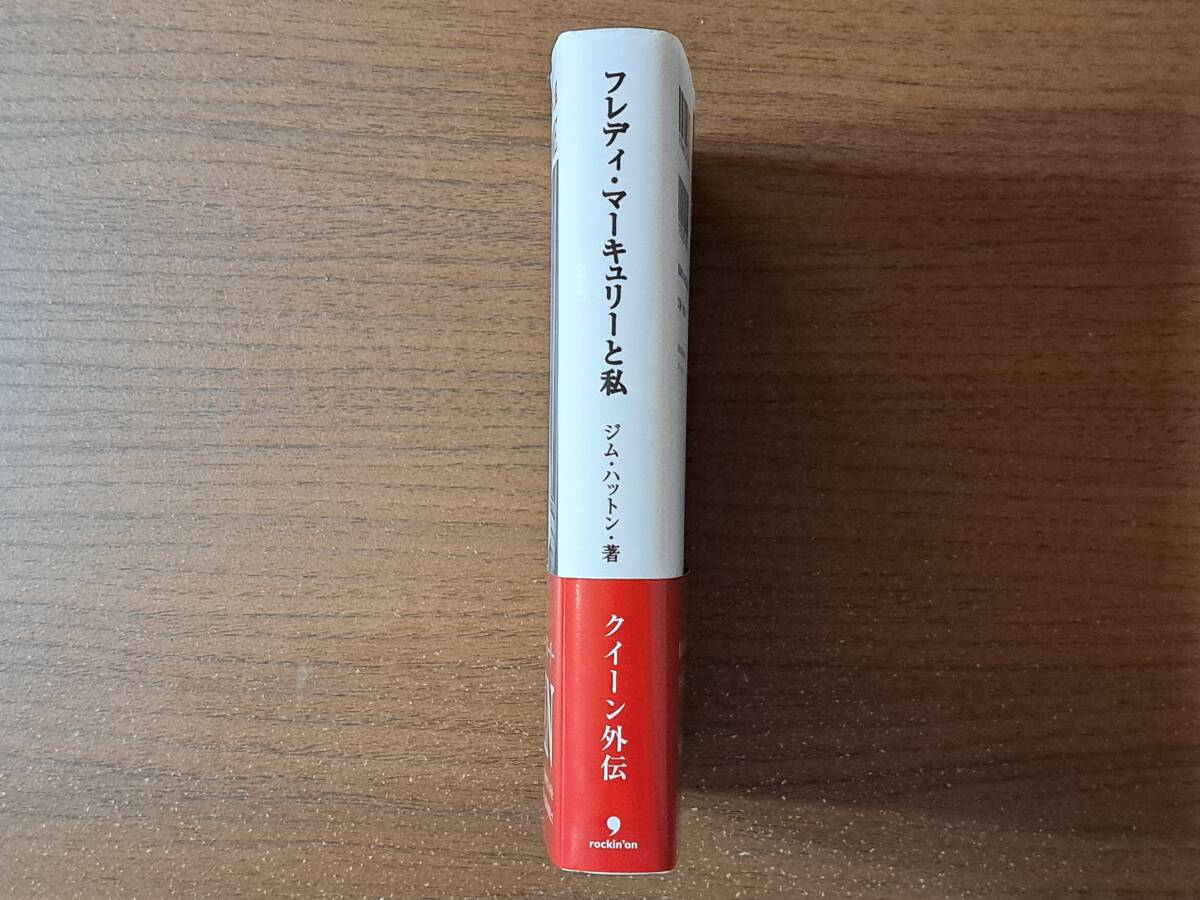 フレディ・マーキュリーと私
ジム・ハットン・著
クイーン外伝
rockin'on